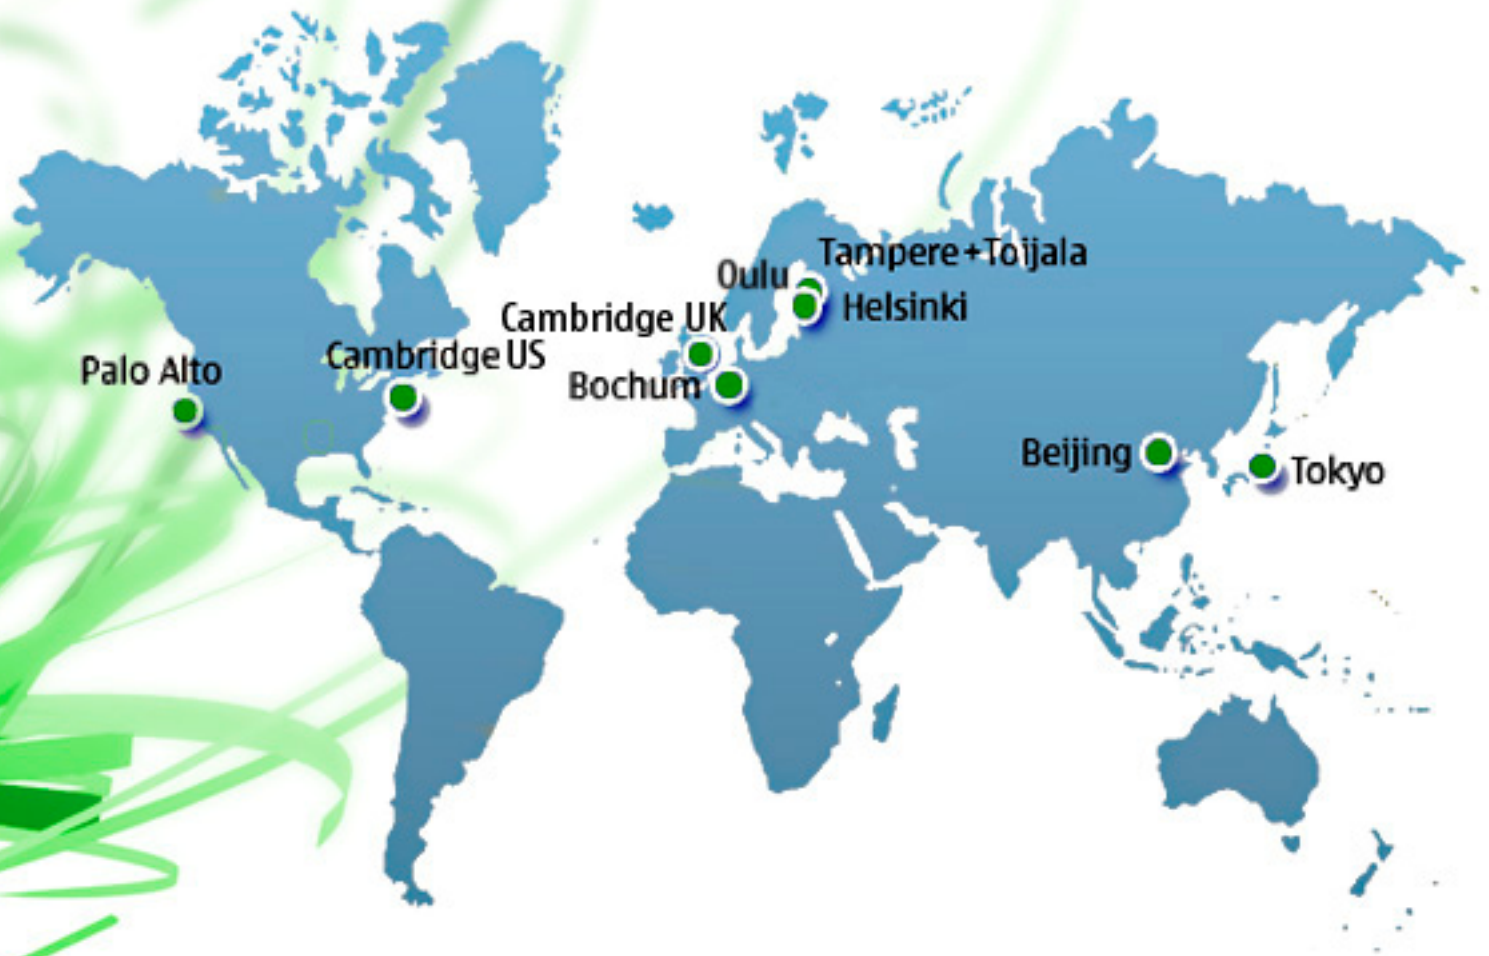 Tampere+Toijala
Oulu
Helsinki
Cambridge UK
Cambridge US
Palo Alto
Bochum
Beijing
Tokyo